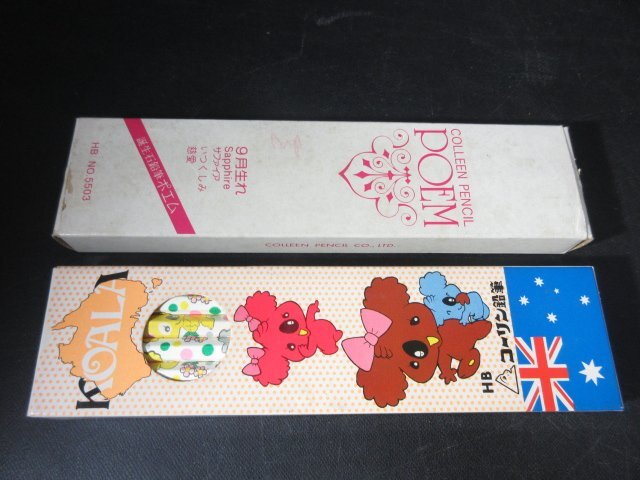 COLLEEN PENCIL
POEM
9月生れ
Sapphire
サファイア
いつくしみ
慈愛
誕生石鉛筆ポエム
HB NO. 5503
COLLEEN PENCIL CO., LTD.
KOALA
HB
コーリン鉛筆